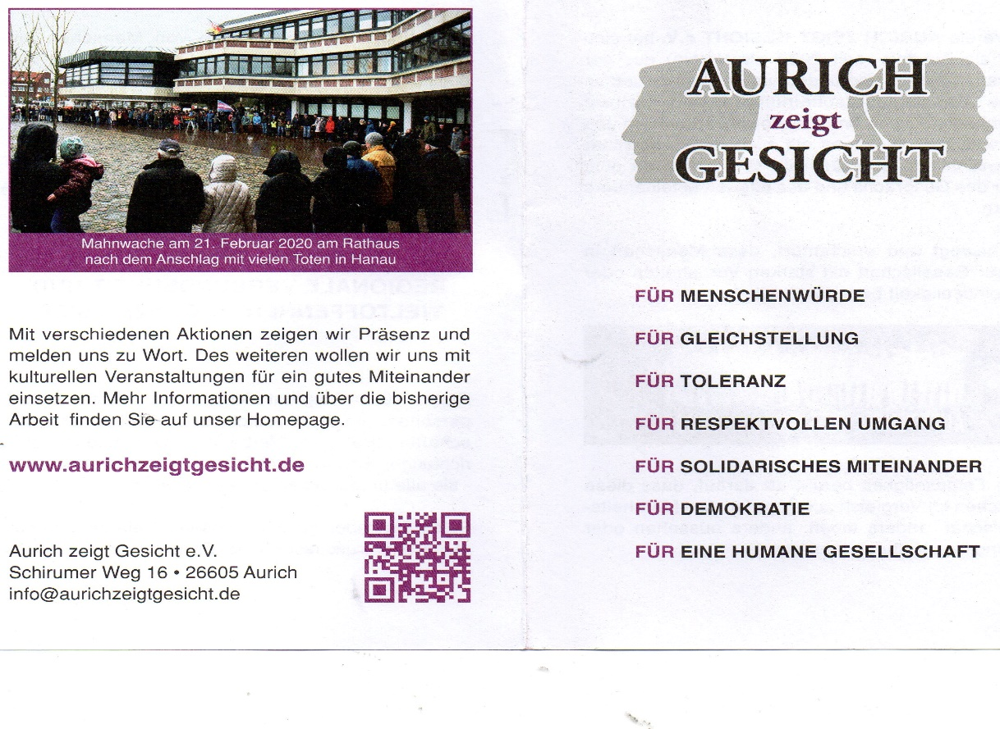 Mahnwache am 21. Februar 2020 am Rathaus
nach dem Anschlag mit vielen Toten in Hanau
Mit verschiedenen Aktionen zeigen wir Präsenz und
melden uns zu Wort. Des weiteren wollen wir uns mit
kulturellen Veranstaltungen für ein gutes Miteinander
einsetzen. Mehr Informationen und über die bisherige
Arbeit finden Sie auf unser Homepage.
www.aurichzeigtgesicht.de
Aurich zeigt Gesicht e.V.
Schirumer Weg 16 • 26605 Aurich
info@aurichzeigtgesicht.de
AURICH
zeigt
GESICHT
FÜR MENSCHENWÜRDE
FÜR GLEICHSTELLUNG
FÜR TOLERANZ
FÜR RESPEKTVOLLEN UMGANG
FÜR SOLIDARISCHES MITEINANDER
FÜR DEMOKRATIE
FÜR EINE HUMANE GESELLSCHAFT